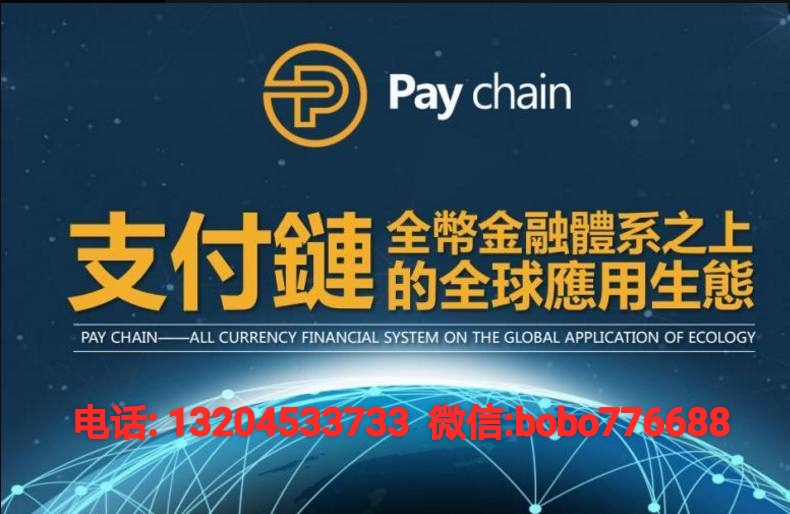 Pay chain
支付鏈
全幣金融體系之上
的全球應用生態
PAY CHAIN——ALL CURRENCY FINANCIAL SYSTEM ON THE GLOBAL APPLICATION OF ECOLOGY
电话: 13204533733 微信:bobo776688